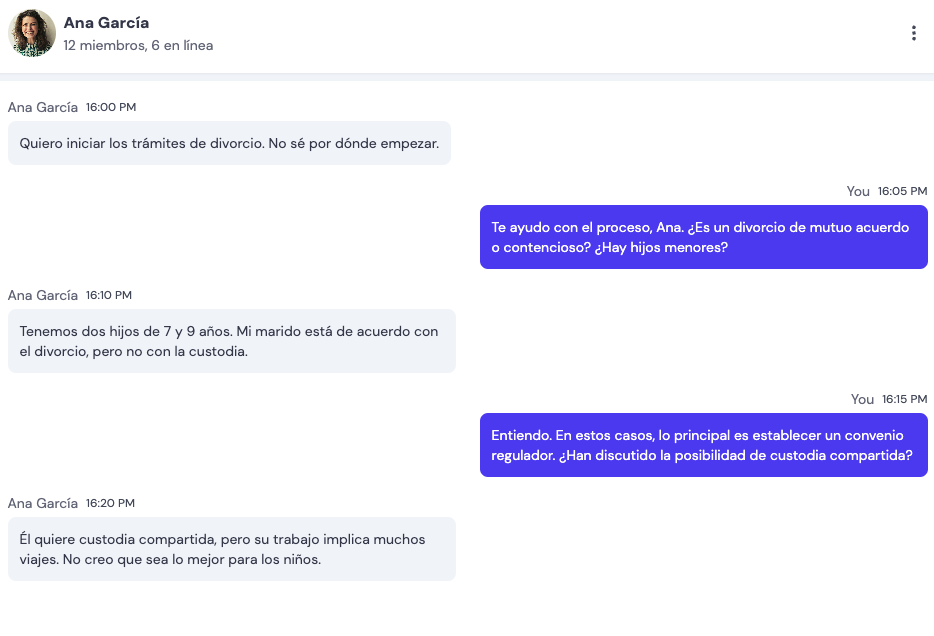 Ana García
12 miembros, 6 en línea
Ana García 16:00 PM
Quiero iniciar los trámites de divorcio. No sé por dónde empezar.
You 16:05 PM
Te ayudo con el proceso, Ana. ¿Es un divorcio de mutuo acuerdo
o contencioso? ¿Hay hijos menores?
Ana García 16:10 PM
Tenemos dos hijos de 7 y 9 años. Mi marido está de acuerdo con
el divorcio, pero no con la custodia.
You 16:15 PM
Entiendo. En estos casos, lo principal es establecer un convenio
regulador. ¿Han discutido la posibilidad de custodia compartida?
Ana García 16:20 PM
Él quiere custodia compartida, pero su trabajo implica muchos
viajes. No creo que sea lo mejor para los niños.